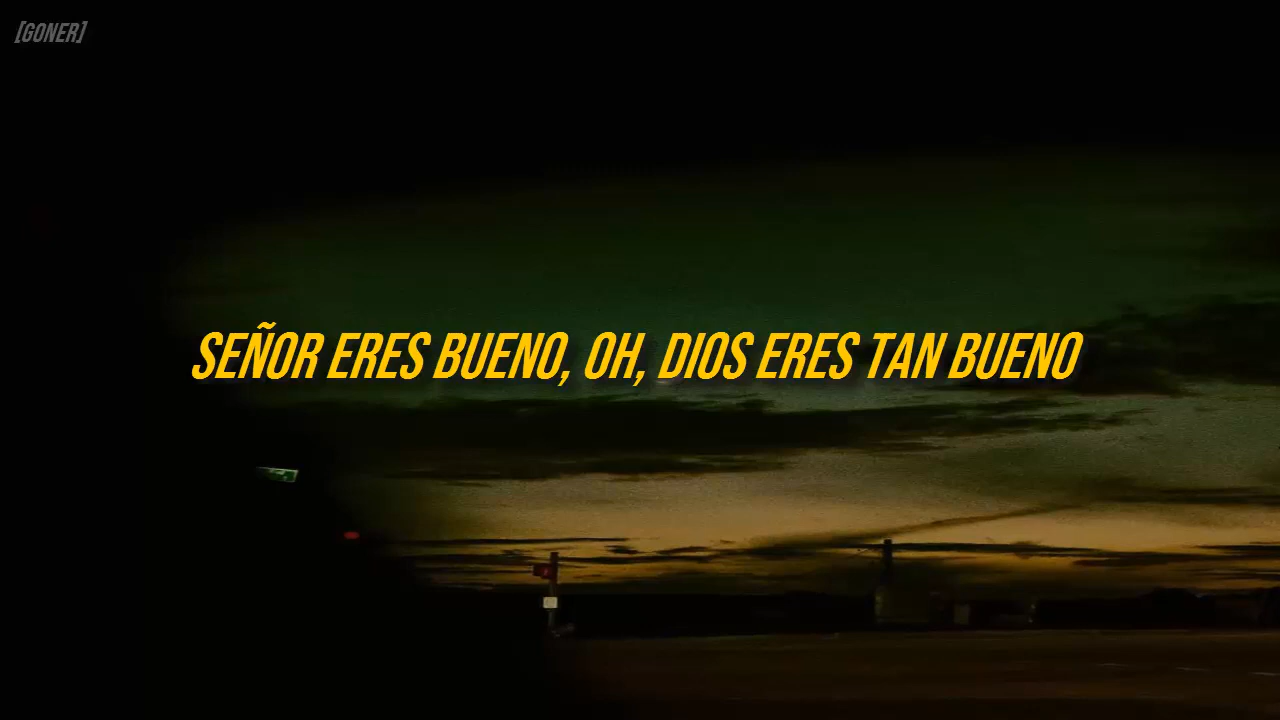 [GONER]
SEÑOR ERES BUENO, OH, DIOS ERES TAN BUENO